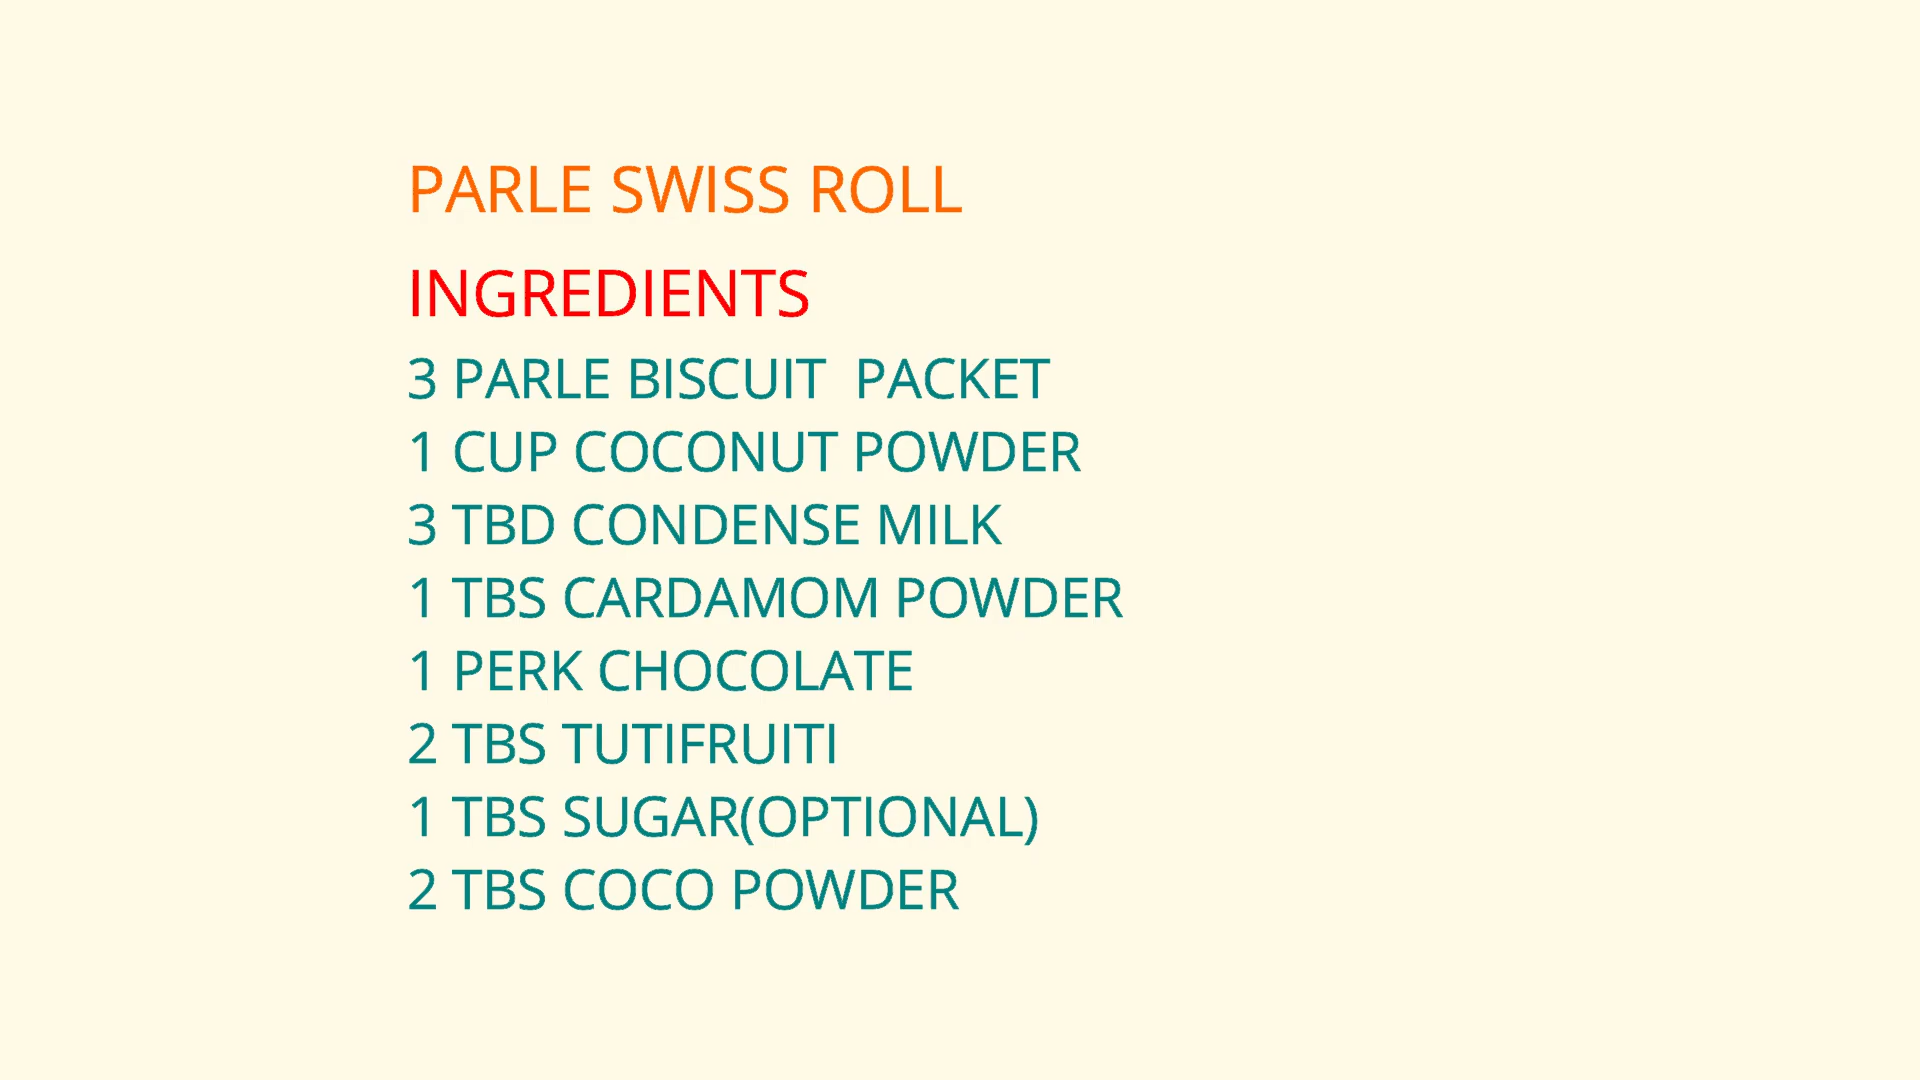 PARLE SWISS ROLL
INGREDIENTS
3 PARLE BISCUIT  PACKET
1 CUP COCONUT POWDER
3 TBD CONDENSE MILK
1 TBS CARDAMOM POWDER
1 PERK CHOCOLATE
2 TBS TUTIFRUITI
1 TBS SUGAR(OPTIONAL)
2 TBS COCO POWDER